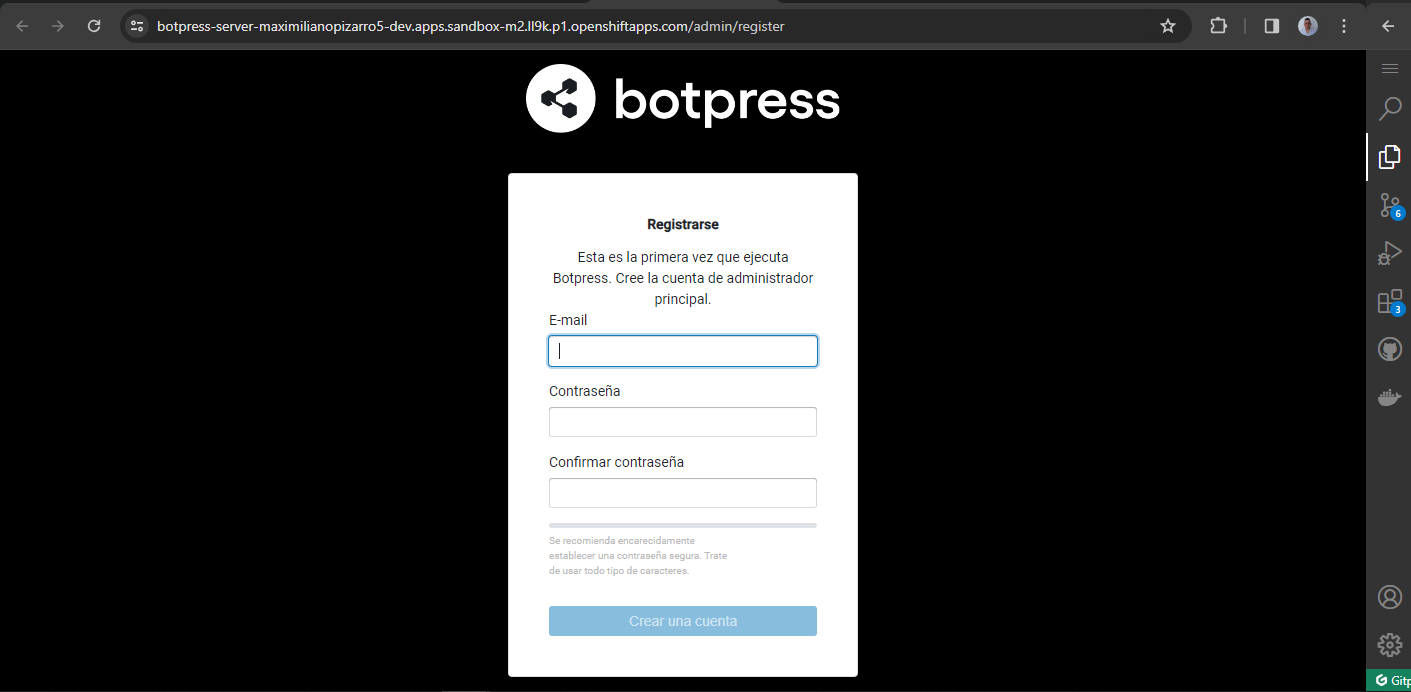 botpress-server-maximilianopizarro5-dev.apps.sandbox-m2.ll9k.p1.openshiftapps.com/admin/register
botpress
Registrarse
Esta es la primera vez que ejecuta
Botpress. Cree la cuenta de administrador
principal.
E-mail
Contraseña
Confirmar contraseña
Se recomienda encarecidamente
establecer una contraseña segura. Trate
de usar todo tipo de caracteres.
Crear una cuenta
6
3
Gitp